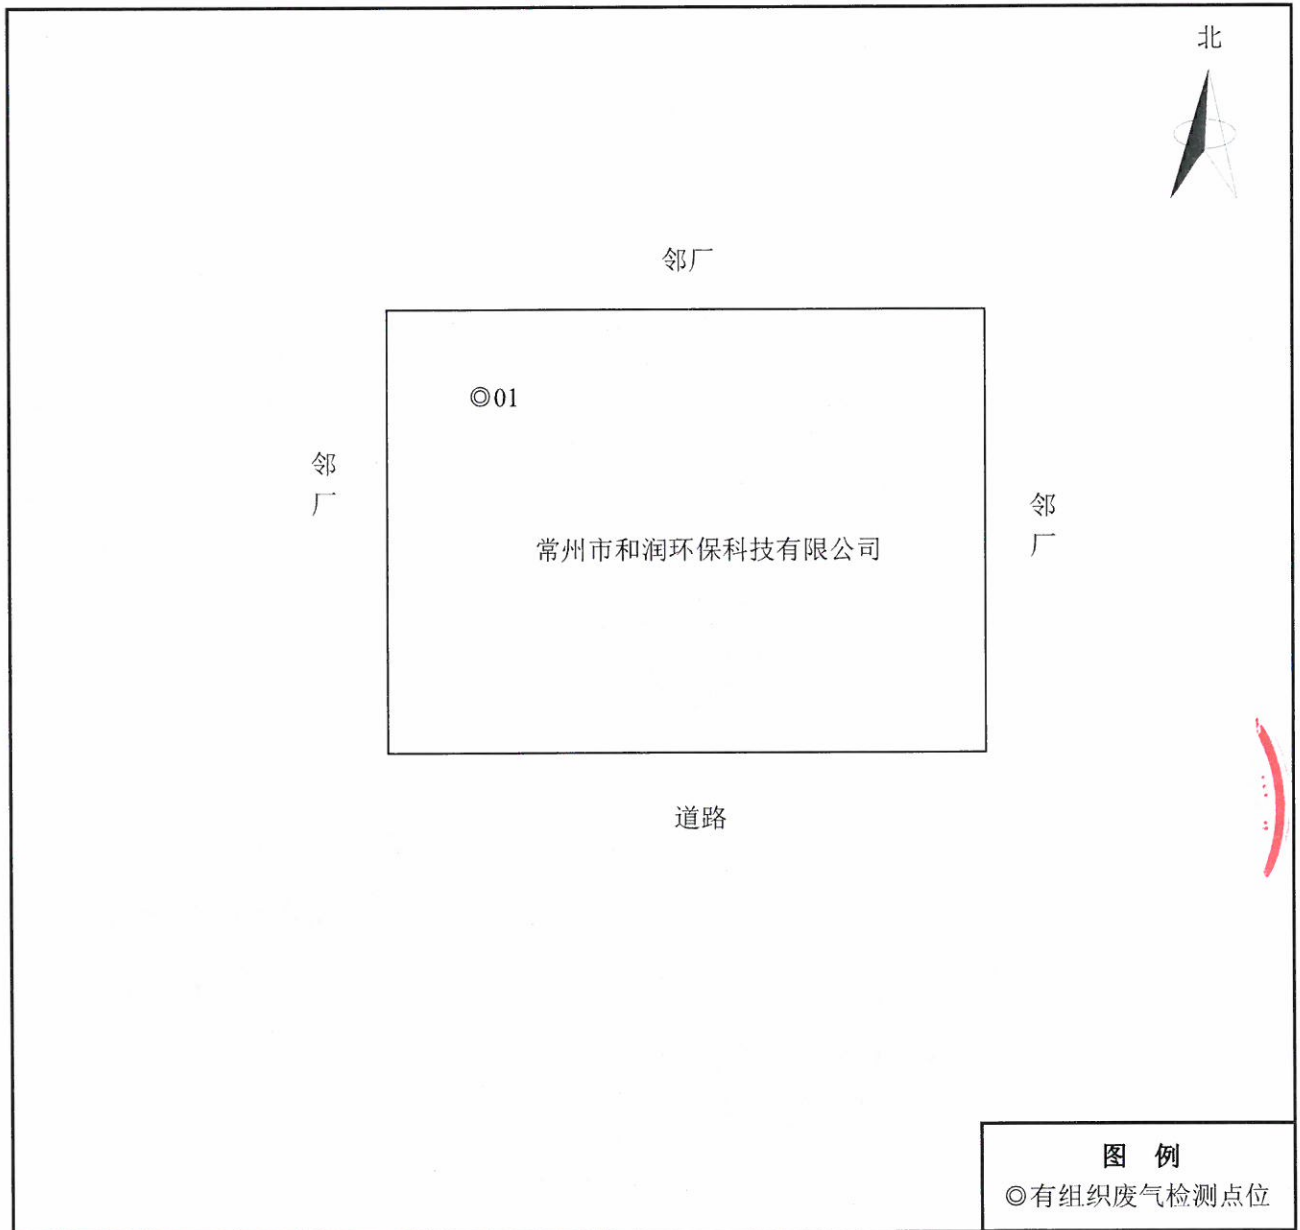 北
邻厂
◎01
邻
厂
邻
厂
常州市和润环保科技有限公司
道路
图 例
◎有组织废气检测点位